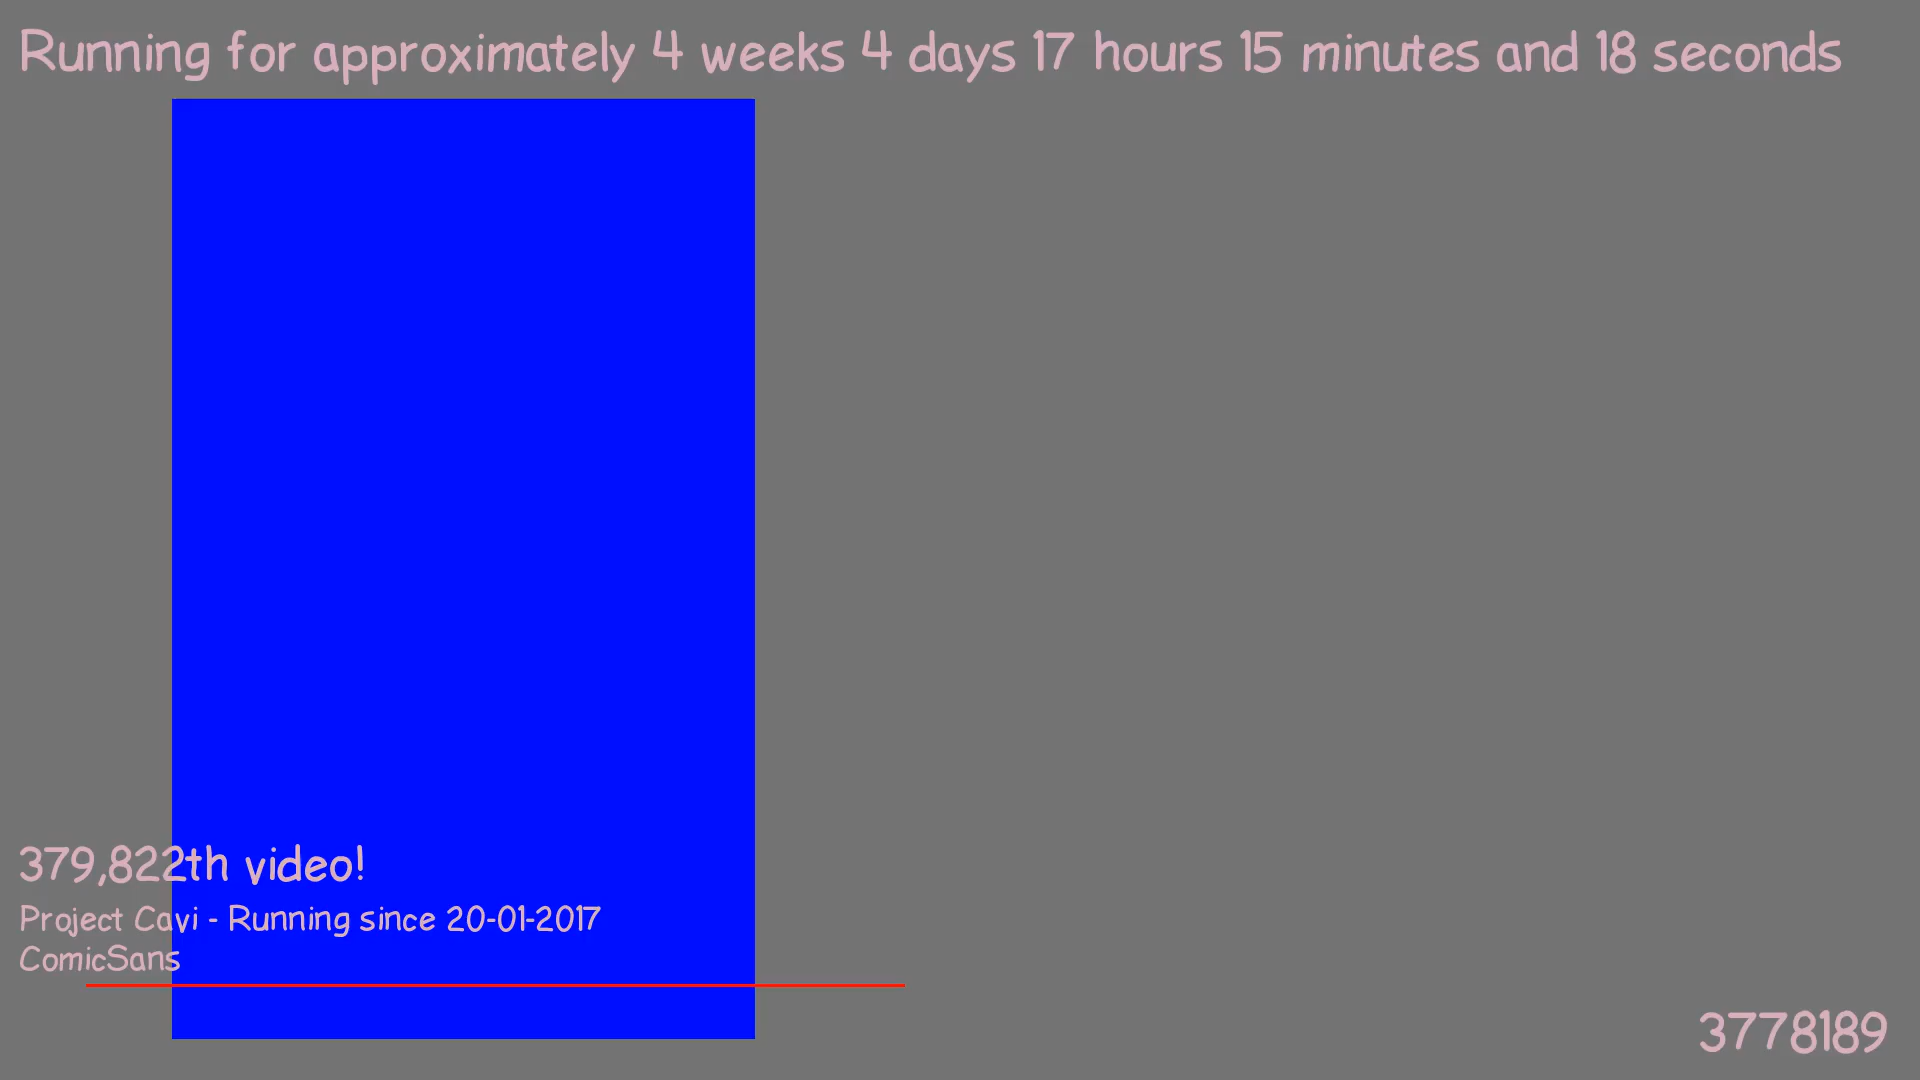 Running for approximately 4 weeks 4 days 17 hours 15 minutes and 18 seconds
379,822th video!
Project Cavi - Running since 20-01-2017
ComicSans
3778189